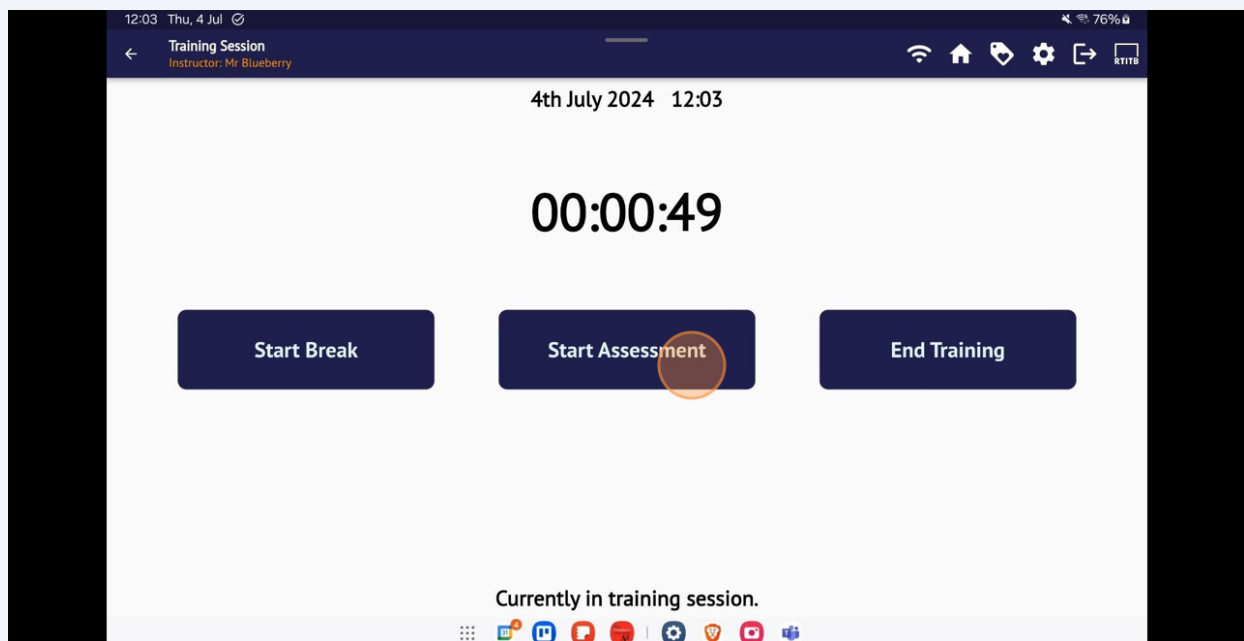 12:03 Thu, 4 Jul
76%
Training Session
Instructor: Mr Blueberry
RTITB
4th July 2024 12:03
00:00:49
Start Break
Start Assessment
End Training
Currently in training session.
4